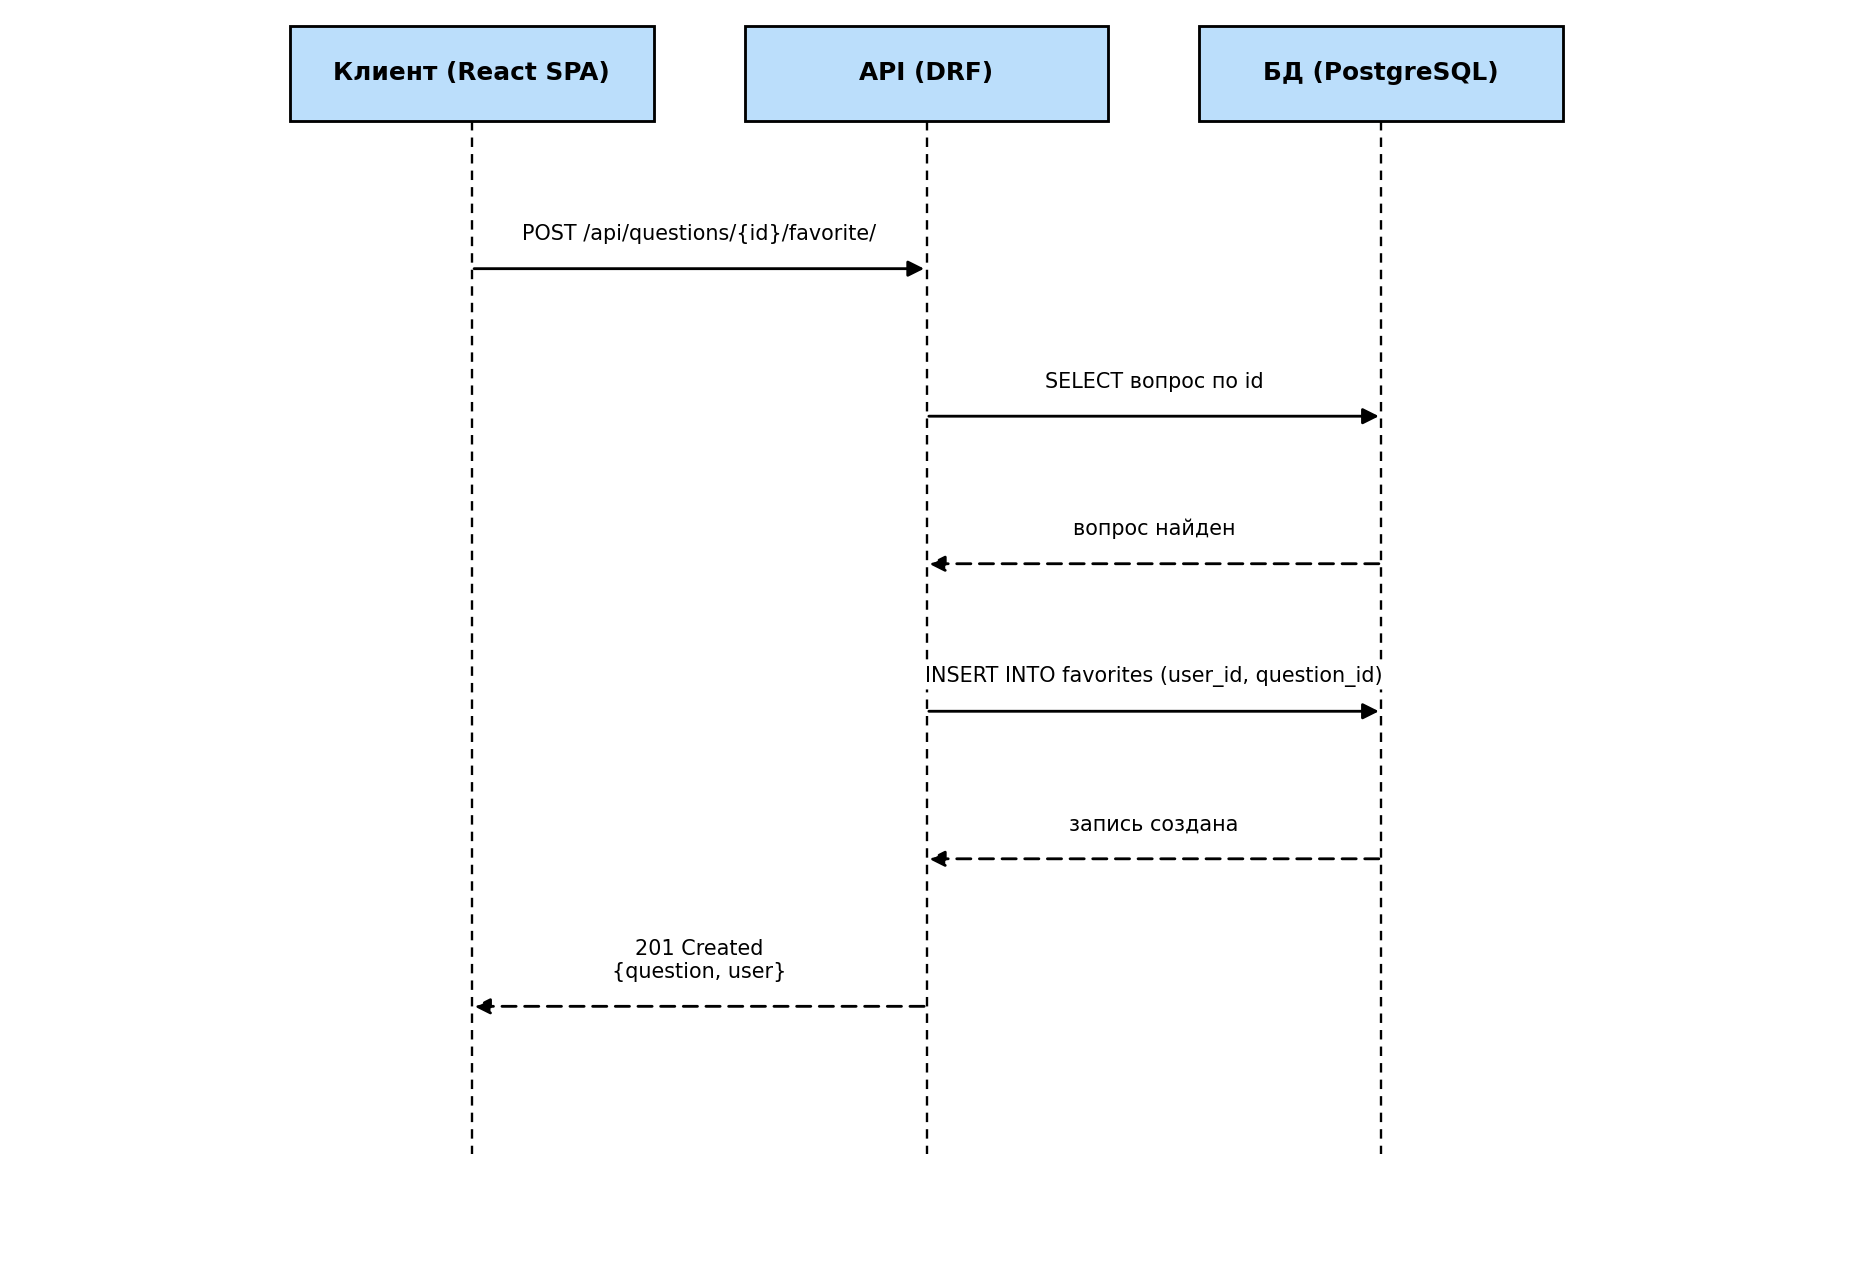 Клиент (React SPA)
API (DRF)
БД (PostgreSQL)
POST /api/questions/{id}/favorite/
SELECT вопрос по id
вопрос найден
INSERT INTO favorites (user_id, question_id)
запись создана
201 Created
{question, user}